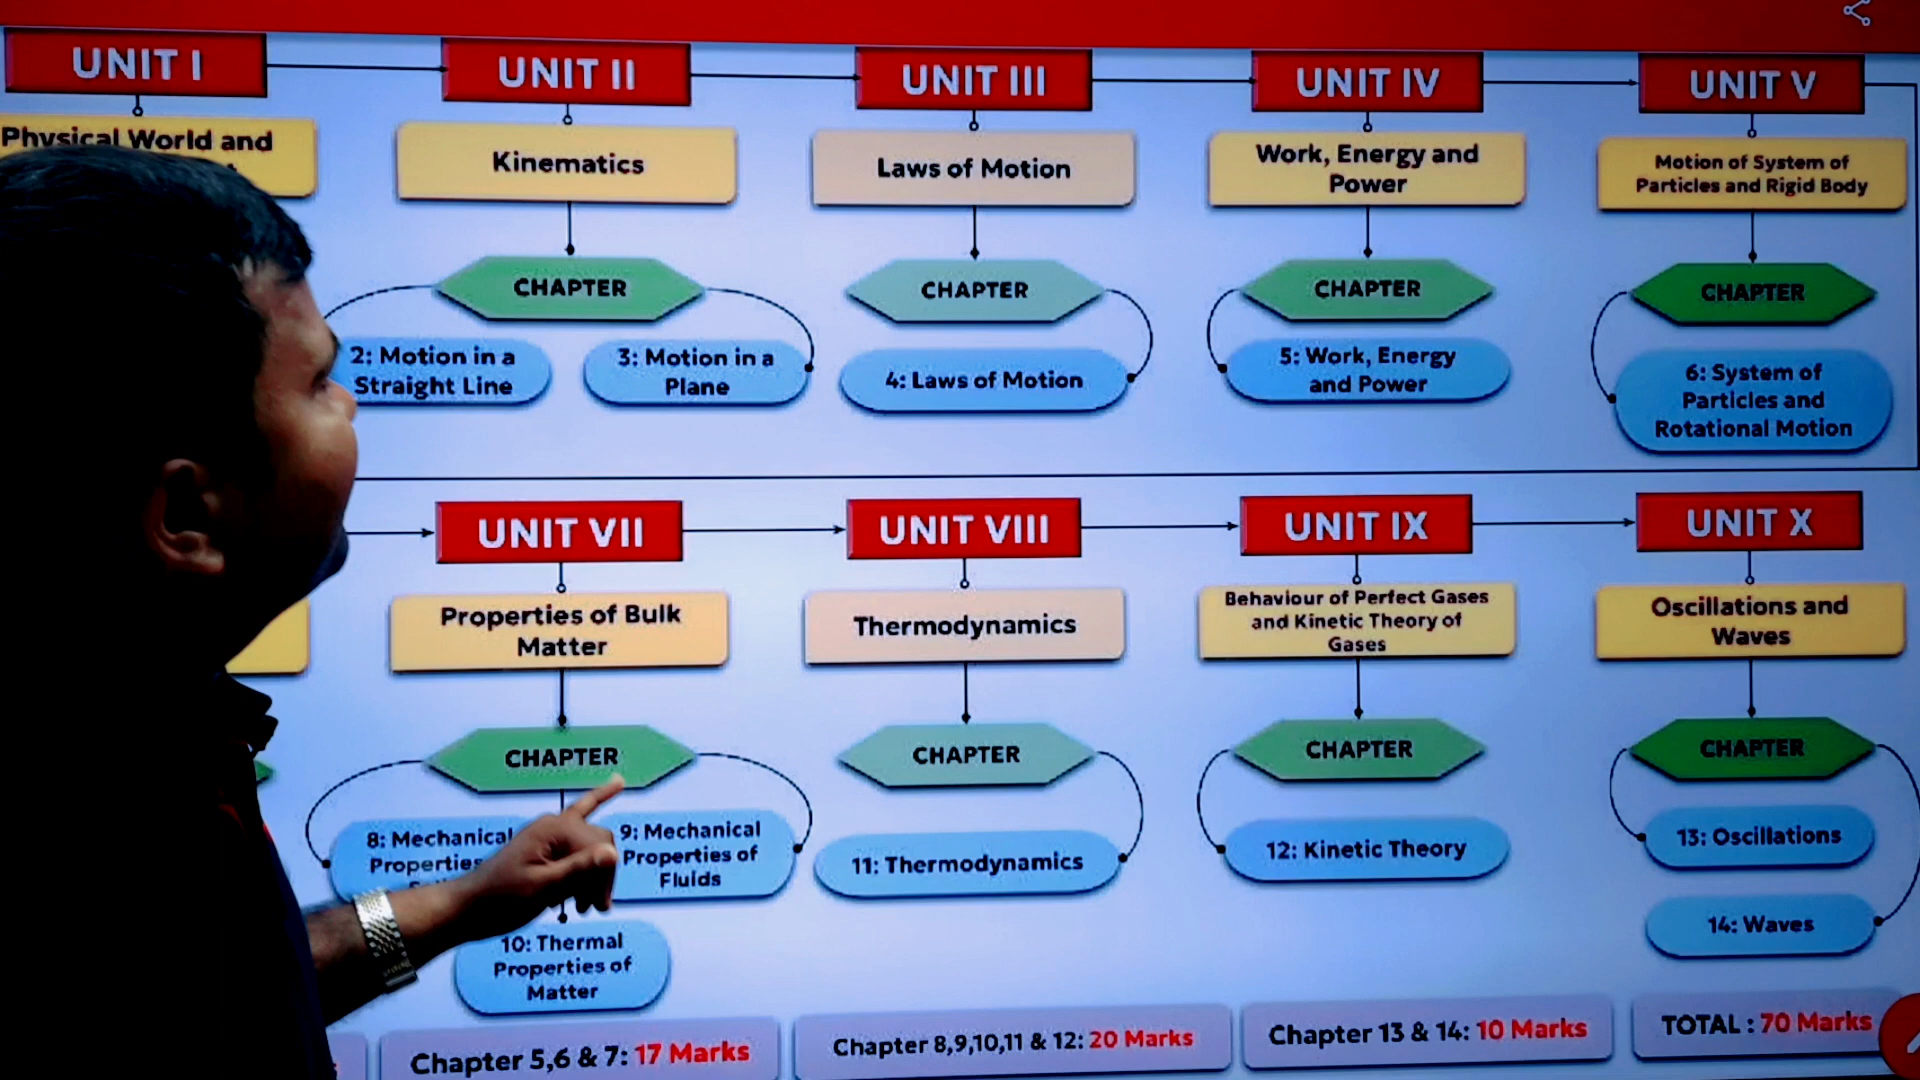 UNIT I
UNIT II
UNIT III
UNIT IV
UNIT V
Physical World and
Kinematics
Laws of Motion
Work, Energy and
Power
Motion of System of
Particles and Rigid Body
CHAPTER
CHAPTER
CHAPTER
CHAPTER
2: Motion in a
Straight Line
3: Motion in a
Plane
4: Laws of Motion
5: Work, Energy
and Power
6: System of
Particles and
Rotational Motion
UNIT VII
UNIT VIII
UNIT IX
UNIT X
Properties of Bulk
Matter
Thermodynamics
Behaviour of Perfect Gases
and Kinetic Theory of
Gases
Oscillations and
Waves
CHAPTER
CHAPTER
CHAPTER
CHAPTER
8: Mechanical
Properties
9: Mechanical
Properties of
Fluids
10: Thermal
Properties of
Matter
11: Thermodynamics
12: Kinetic Theory
13: Oscillations
14: Waves
Chapter 5,6 & 7: 17 Marks
Chapter 8,9,10,11 & 12: 20 Marks
Chapter 13 & 14: 10 Marks
TOTAL : 70 Marks